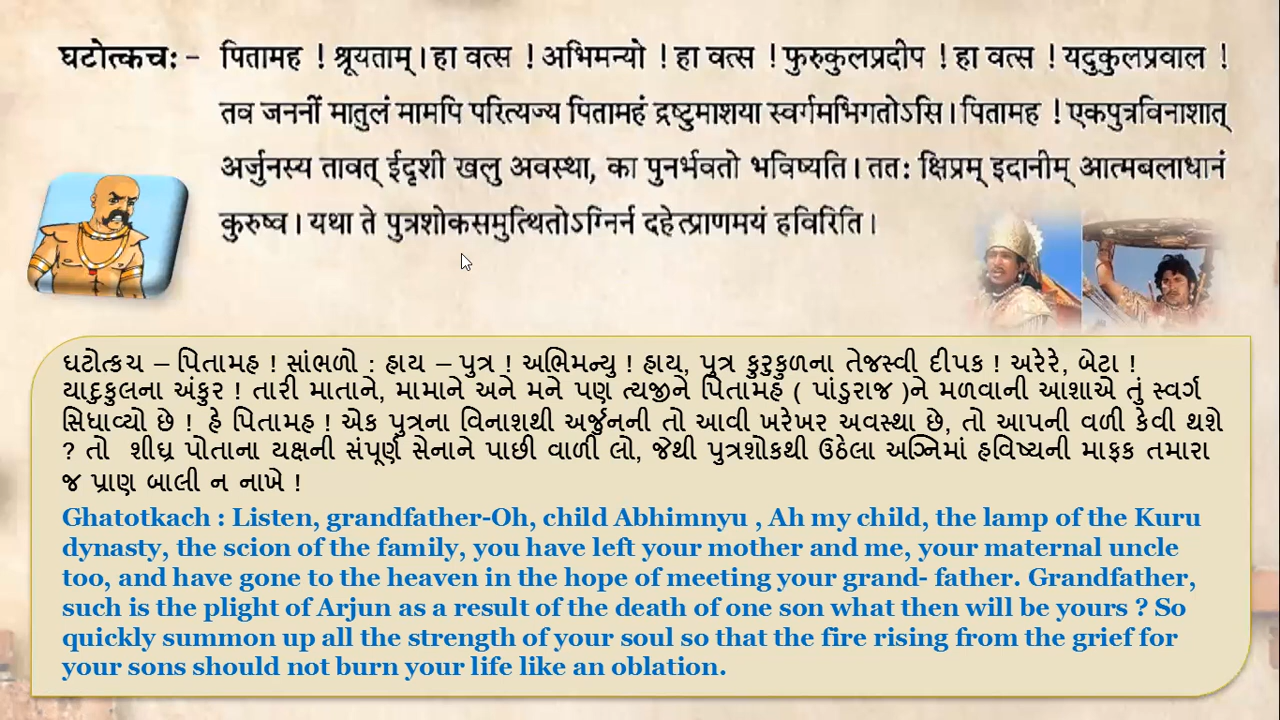 घटोत्कच: – पितामह ! श्रूयताम् । हा वत्स ! अभिमन्यो ! हा वत्स ! फुरुकुलप्रदीप ! हा वत्स ! यदुकुलप्रवाल !
तव जननीं मातुलं मामपि परित्यज्य पितामहं द्रष्टुमाशया स्वर्गमभिगतोऽसि । पितामह ! एकपुत्रविनाशात्
अर्जुनस्य तावत् ईदृशी खलु अवस्था, का पुनर्भवतो भविष्यति । तत: क्षिप्रम् इदानीम् आत्मबलाधानं
कुरुष्व । यथा ते पुत्रशोकसमुत्थितोऽग्निर्न दहेत्प्राणमयं हविरिति ।
ઘટોત્કચ – પિતામહ ! સાંભળો : હાય – પુત્ર ! અભિમન્યુ ! હાય, પુત્ર કુરુકુળના તેજસ્વી દીપક ! અરેરે, બેટા !
યાદુકુલના અંકુર ! તારી માતાને, મામાને અને મને પણ ત્યજીને પિતામહ ( પાંડુરાજ )ને મળવાની આશાએ તું સ્વર્ગ
સિધાવ્યો છે ! હે પિતામહ ! એક પુત્રના વિનાશથી અર્જુનની તો આવી ખરેખર અવસ્થા છે, તો આપની વળી કેવી થશે
? તો શીઘ્ર પોતાના યક્ષની સંપૂર્ણ સેનાને પાછી વાળી લો, જેથી પુત્રશોકથી ઉઠેલા અગ્નિમાં હવિષ્યની માફક તમારા
જ પ્રાણ બાલી ન નાખે !
Ghatotkach : Listen, grandfather-Oh, child Abhimnyu , Ah my child, the lamp of the Kuru
dynasty, the scion of the family, you have left your mother and me, your maternal uncle
too, and have gone to the heaven in the hope of meeting your grand- father. Grandfather,
such is the plight of Arjun as a result of the death of one son what then will be yours ? So
quickly summon up all the strength of your soul so that the fire rising from the grief for
your sons should not burn your life like an oblation.